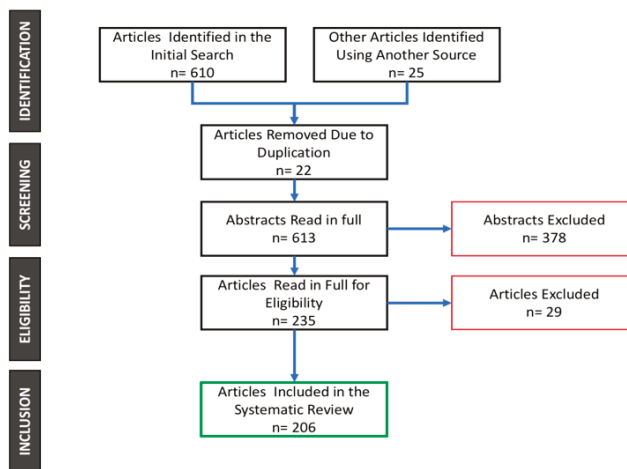 IDENTIFICATION
Articles Identified in the
Initial Search
n= 610
Other Articles Identified
Using Another Source
n= 25
Articles Removed Due to
Duplication
n= 22
SCREENING
Abstracts Read in full
n= 613
Abstracts Excluded
n= 378
ELIGIBILITY
Articles Read in Full for
Eligibility
n= 235
Articles Excluded
n= 29
INCLUSION
Articles Included in the
Systematic Review
n= 206